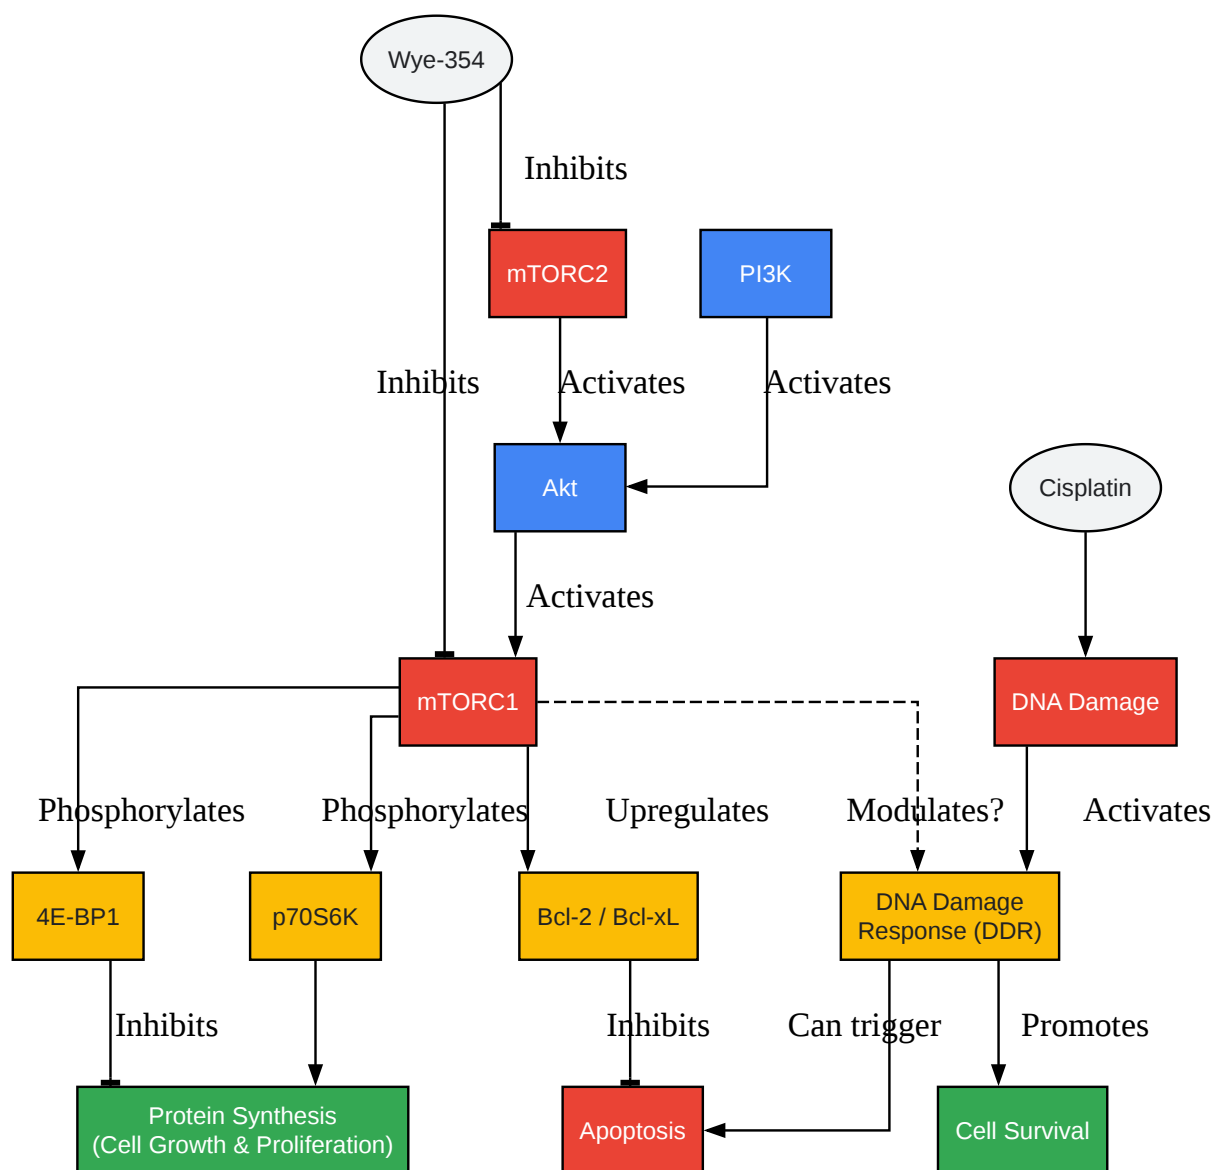 Wye-354
Inhibits
mTORC2
PI3K
Inhibits
Activates
Activates
Akt
Cisplatin
Activates
mTORC1
DNA Damage
Phosphorylates
Phosphorylates
Upregulates
Modulates?
Activates
4E-BP1
p70S6K
Bcl-2 / Bcl-xL
DNA Damage
Response (DDR)
Inhibits
Inhibits
Can trigger
Promotes
Protein Synthesis
(Cell Growth & Proliferation)
Apoptosis
Cell Survival